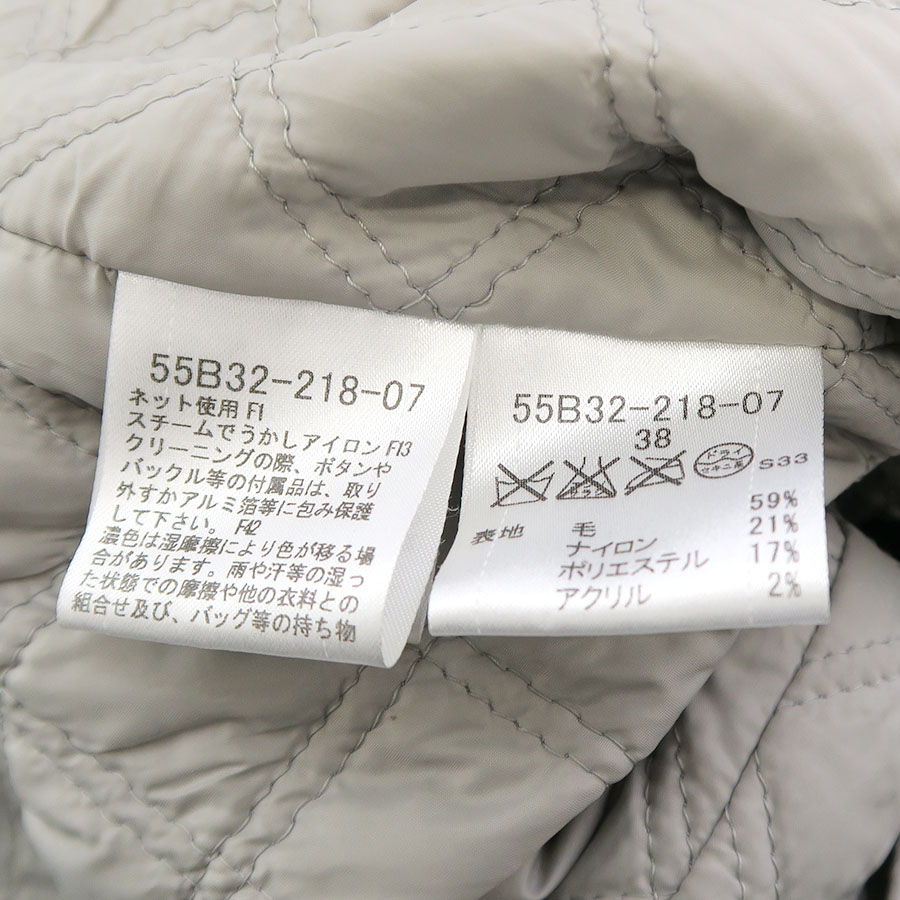 55B32-218-07
ネット使用 F1
スチームでうかしアイロン F13
クリーニングの際、ボタンや
バックル等の付属品は、取り
外すかアルミ箔等に包み保護
して下さい。 F42
濃色は湿摩擦により色が移る場
合があります。雨や汗等の湿っ
た状態での摩擦や他の衣料との
組合せ及び、バッグ等の持ち物
55B32-218-07
38
エンソサラシ
ドライ
セキユ系
S33
表地 毛 59%
ナイロン 21%
ポリエステル 17%
アクリル 2%